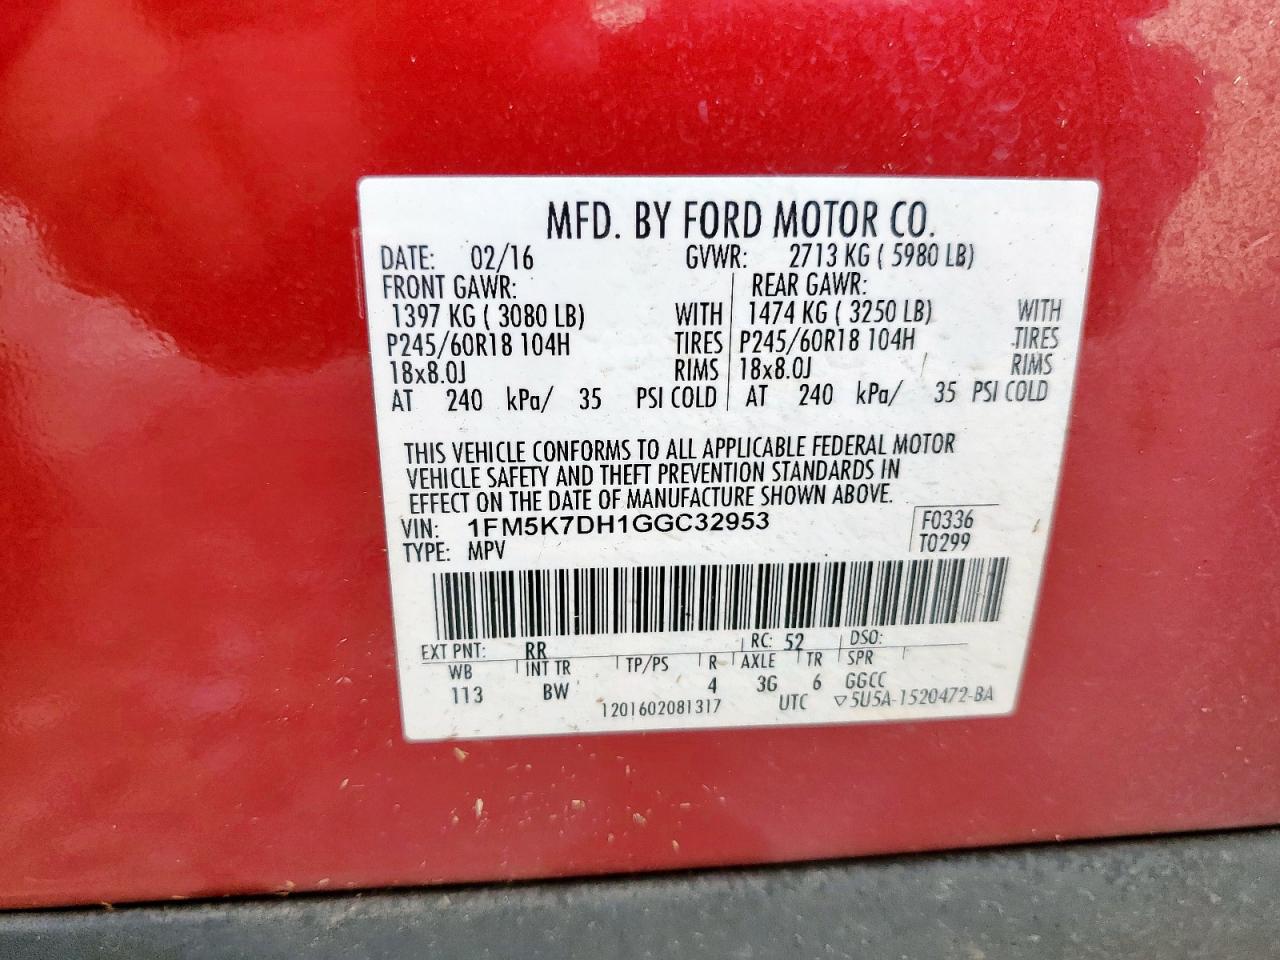 MFD. BY FORD MOTOR CO.
DATE: 02/16 GVWR: 2713 KG ( 5980 LB)
FRONT GAWR: REAR GAWR:
1397 KG ( 3080 LB) WITH 1474 KG ( 3250 LB) WITH
P245/60R18 104H TIRES P245/60R18 104H TIRES
18x8.0J RIMS 18x8.0J RIMS
AT 240 kPa/ 35 PSI COLD AT 240 kPa/ 35 PSI COLD
THIS VEHICLE CONFORMS TO ALL APPLICABLE FEDERAL MOTOR
VEHICLE SAFETY AND THEFT PREVENTION STANDARDS IN
EFFECT ON THE DATE OF MANUFACTURE SHOWN ABOVE.
VIN: 1FM5K7DH1GGC32953 F0336
TYPE: MPV T0299
EXT PNT: RR RC: 52 DSO:
WB INT TR TP/PS R AXLE TR SPR
113 BW 4 3G 6 GGCC
1201602081317 UTC ▽5U5A-1520472-BA